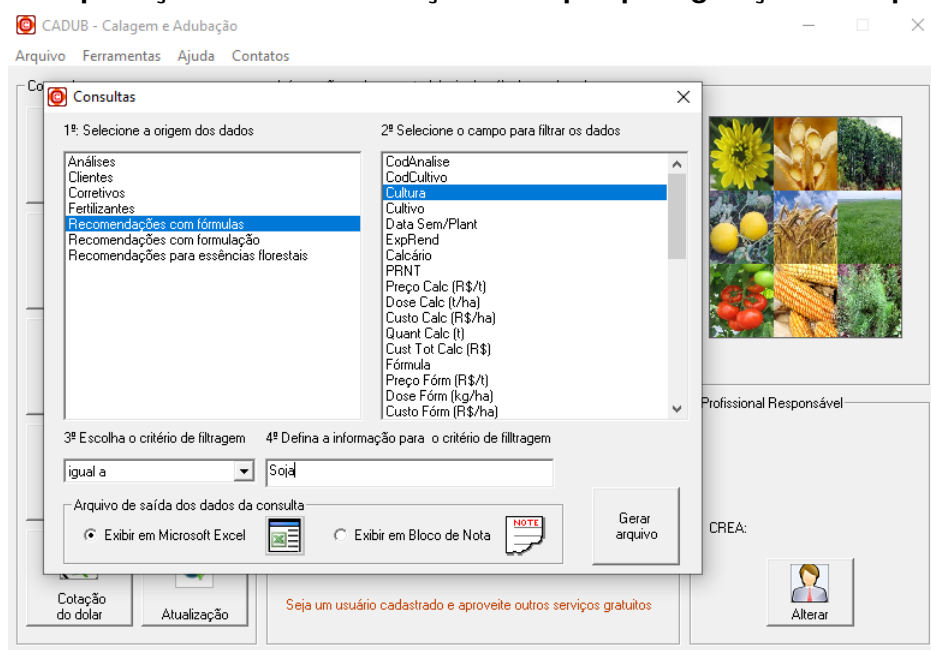 CADUB - Calagem e Adubação
Arquivo Ferramentas Ajuda Contatos
Consultas
1ª: Selecione a origem dos dados
2ª Selecione o campo para filtrar os dados
Análises
Clientes
Corretivos
Fertilizantes
Recomendações com fórmulas
Recomendações com formulação
Recomendações para essências florestais
CodAnalise
CodCultivo
Cultura
Cultivo
Data Sem/Plant
ExpRend
Calcário
PRNT
Preço Calc (R$/t)
Dose Calc (t/ha)
Custo Calc (R$/ha)
Quant Calc (t)
Cust Tot Calc (R$)
Fórmula
Preço Fórm (R$/t)
Dose Fórm (kg/ha)
Custo Fórm (R$/ha)
3ª Escolha o critério de filtragem
4ª Defina a informação para o critério de filltragem
igual a
Soja
Arquivo de saída dos dados da consulta
Exibir em Microsoft Excel
Exibir em Bloco de Nota
NOTE
Gerar
arquivo
Profissional Responsável
CREA:
Alterar
Cotação
do dolar
Atualização
Seja um usuário cadastrado e aproveite outros serviços gratuitos